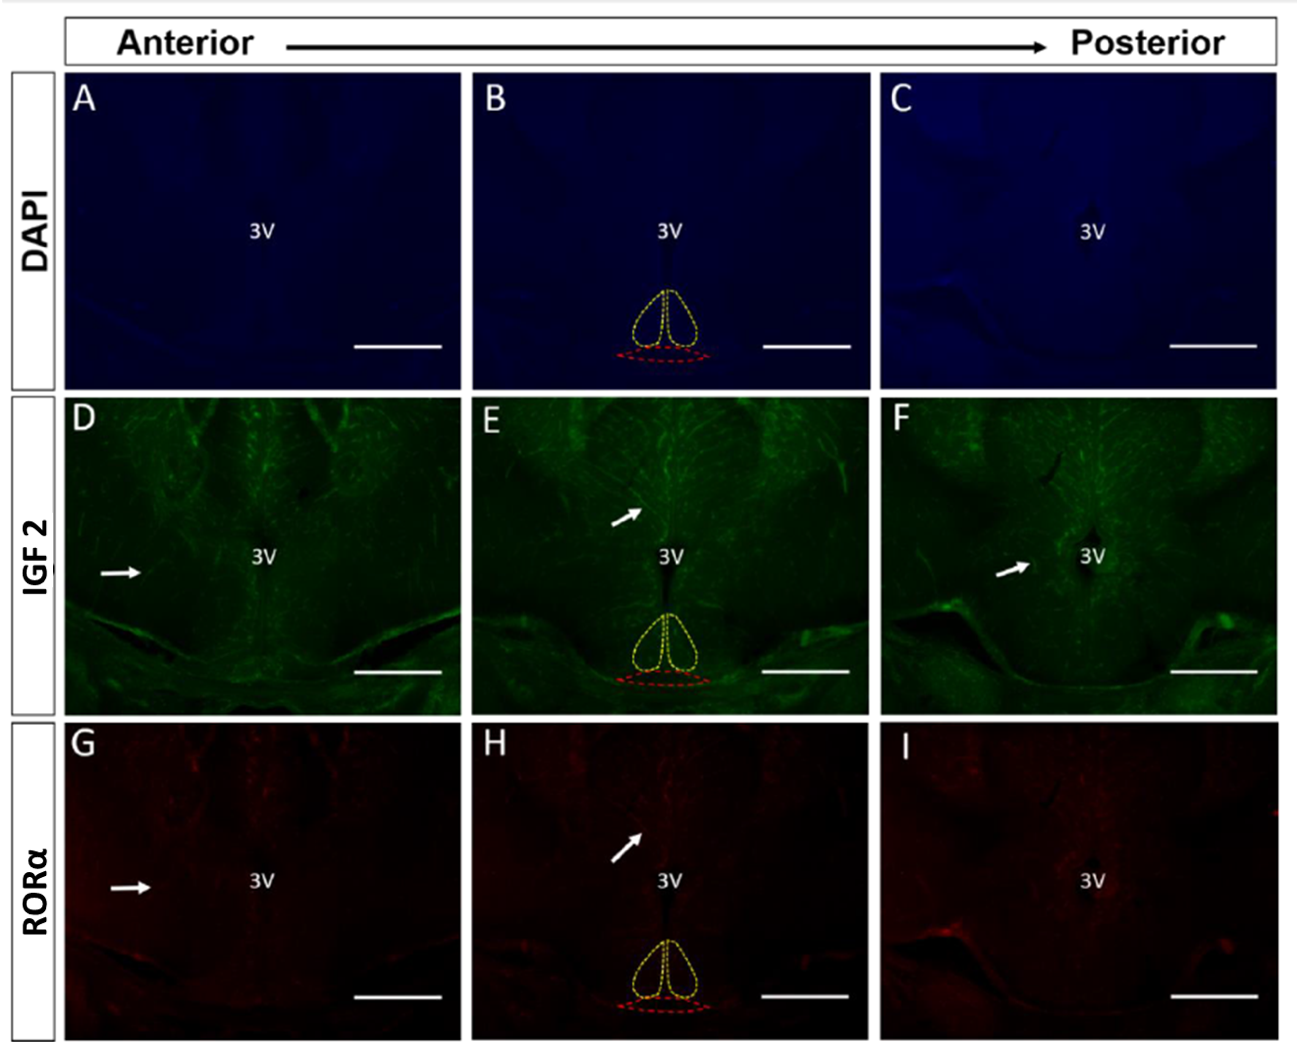 Anterior Posterior
DAPI
A
3V
B
3V
C
3V
IGF 2
D
3V
E
3V
F
3V
RORα
G
3V
H
3V
I
3V